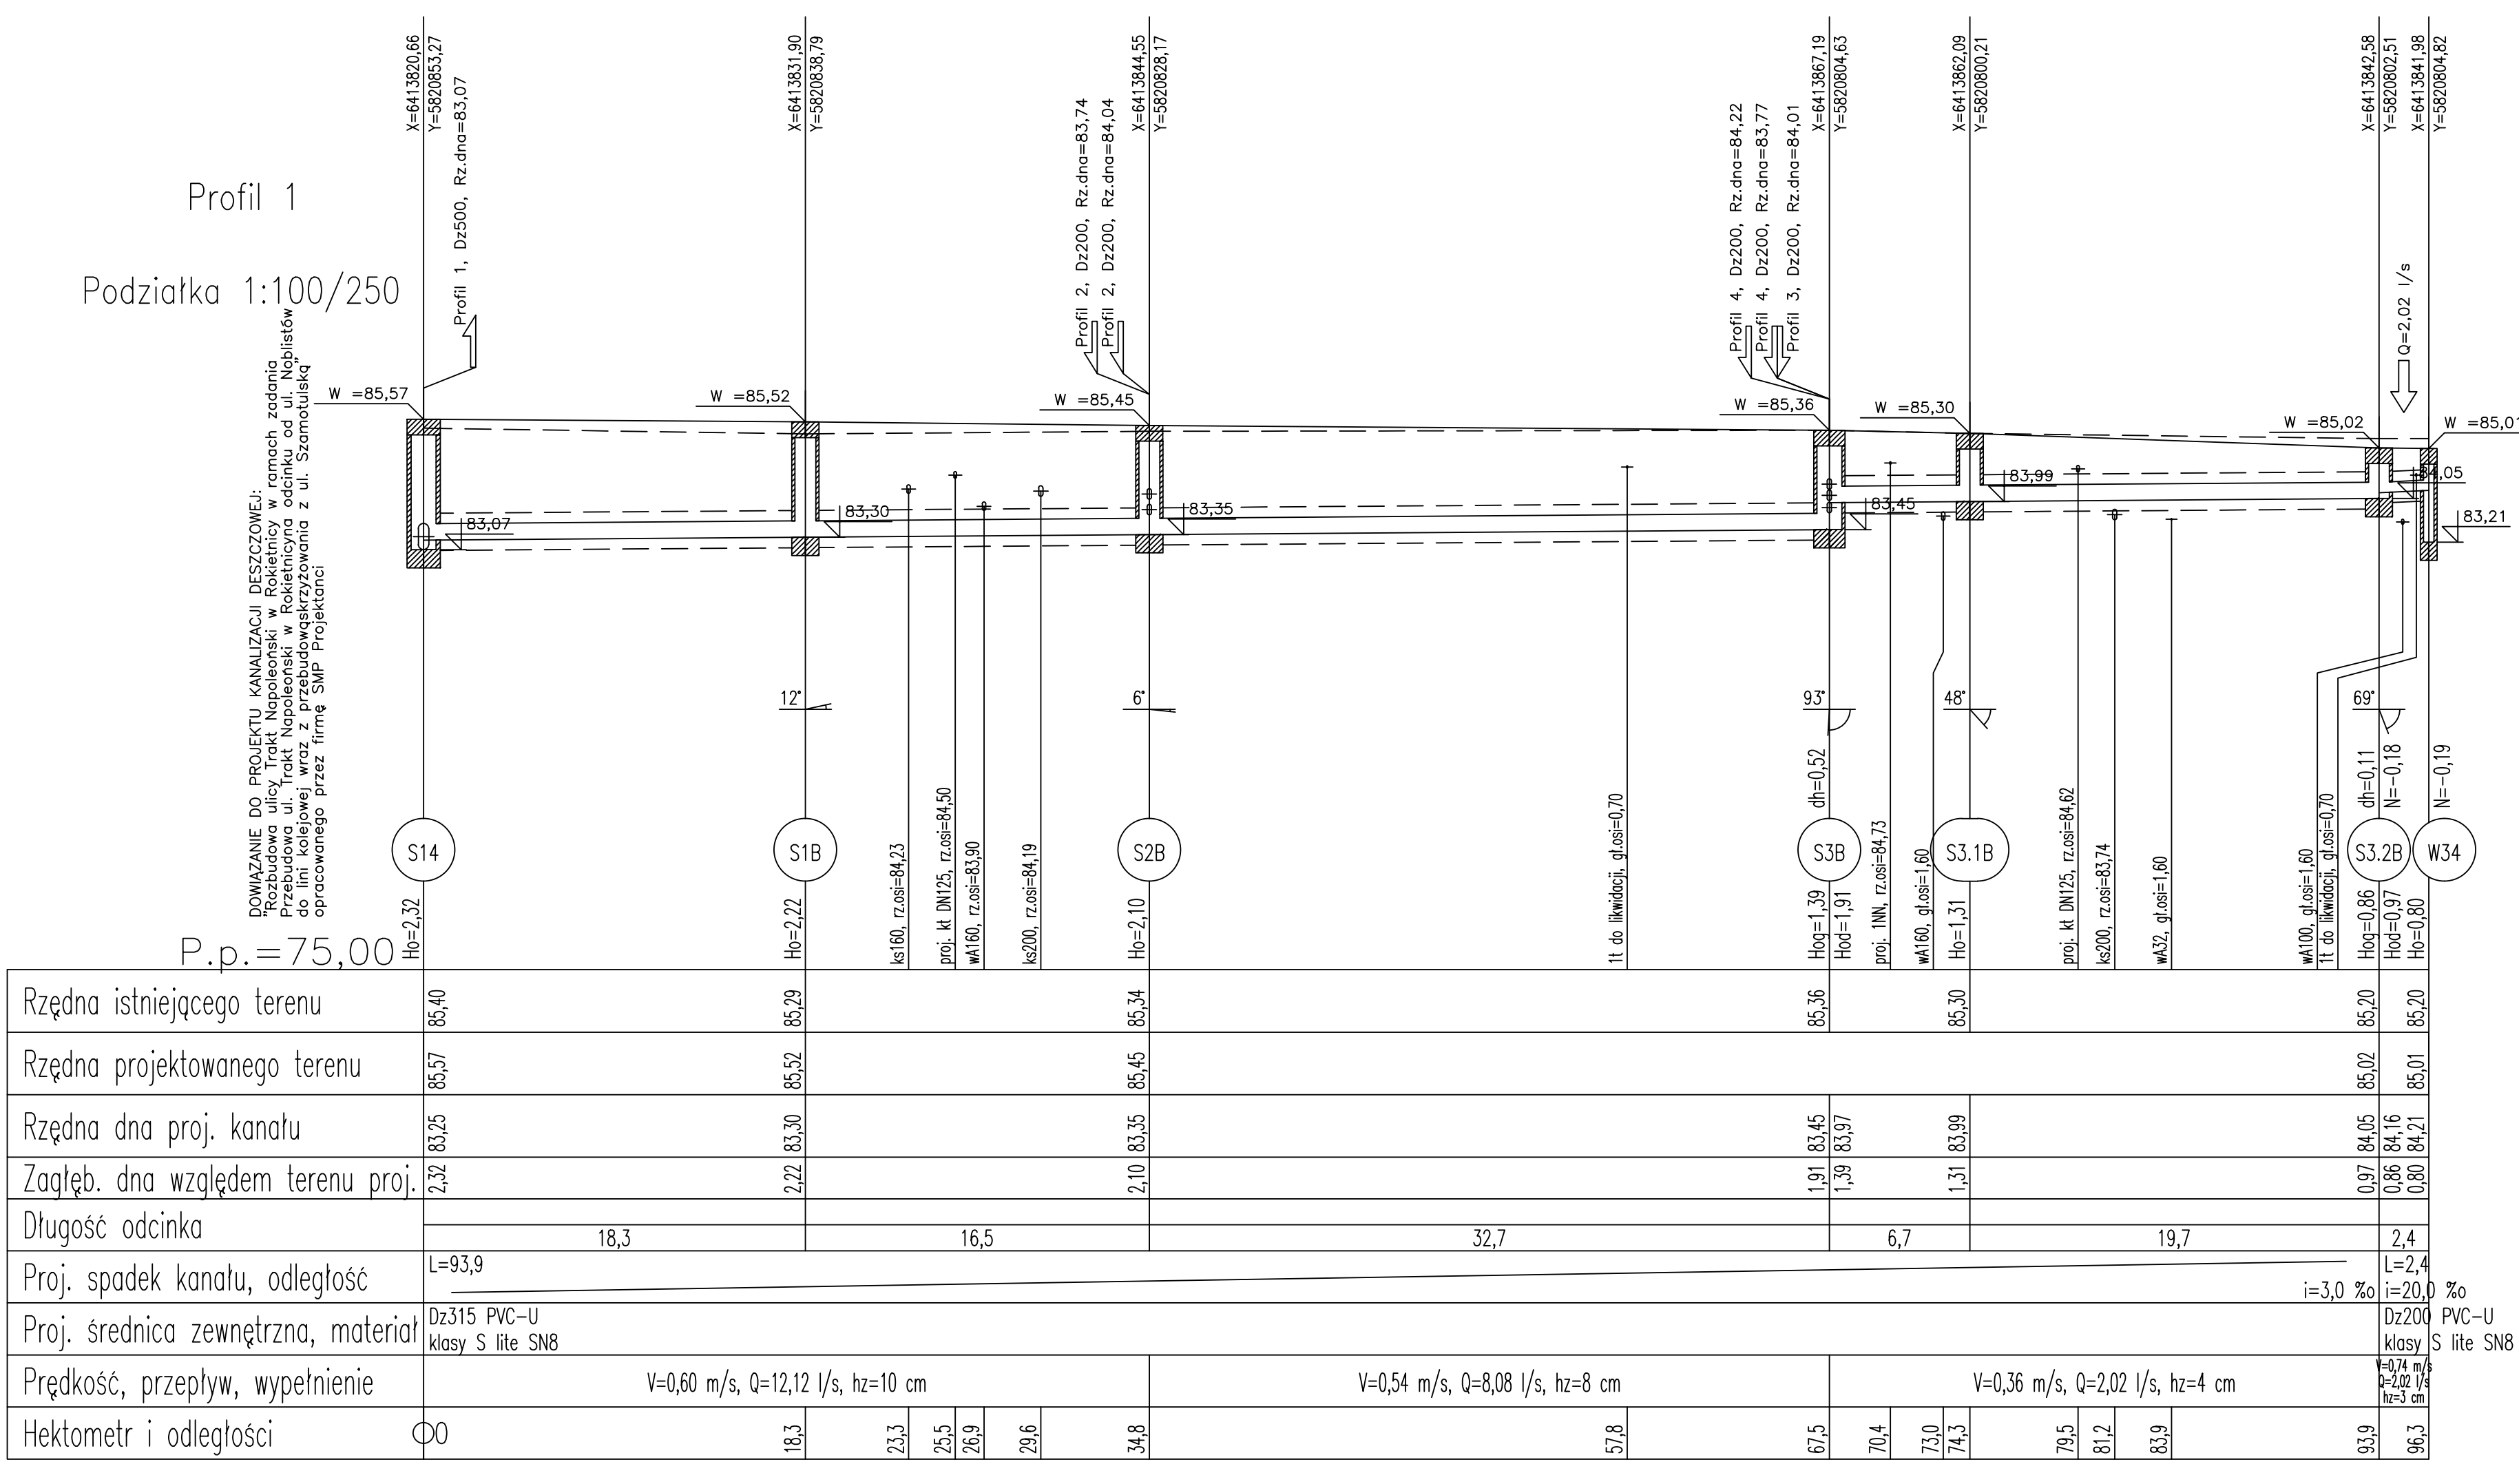 X=6413820,66
Y=5820853,27
X=6413831,90
Y=5820838,79
X=6413844,55
Y=5820828,17
X=6413867,19
Y=5820804,63
X=6413862,09
Y=5820800,21
X=6413842,58
Y=5820802,51
X=6413841,98
Y=5820804,82
Profil 1, Dz500, Rz.dna=83,07
Profil 2, Dz200, Rz.dna=83,74
Profil 2, Dz200, Rz.dna=84,04
Profil 4, Dz200, Rz.dna=84,22
Profil 4, Dz200, Rz.dna=83,77
Profil 3, Dz200, Rz.dna=84,01
Q=2,02 l/s
Profil 1
Podziałka 1:100/250
DOWIĄZANIE DO PROJEKTU KANALIZACJI DESZCZOWEJ:
"Rozbudowa ulicy Trakt Napoleoński w Rokietnicy w ramach zadania
Przebudowa ul. Trakt Napoleoński w Rokietnicyna odcinku od ul. Noblistów
do lini kolejowej wraz z przebudowąskrzyżowania z ul. Szamotulską"
opracowanego przez firmę SMP Projektanci
W =85,57
W =85,52
W =85,45
W =85,36
W =85,30
W =85,02
W =85,01
83,07
83,30
83,35
83,45
83,99
84,05
83,21
12°
6°
93°
48°
69°
dh=0,52
dh=0,11
N=-0,18
N=-0,19
S14
S1B
S2B
S3B
S3.1B
S3.2B
W34
Ho=2,32
Ho=2,22
ks160, rz.osi=84,23
proj. kt DN125, rz.osi=84,50
wA160, rz.osi=83,90
ks200, rz.osi=84,19
Ho=2,10
1t do likwidacji, gł.osi=0,70
Hog=1,39
Hod=1,91
proj. 1NN, rz.osi=84,73
wA160, gł.osi=1,60
Ho=1,31
proj. kt DN125, rz.osi=84,62
ks200, rz.osi=83,74
wA32, gł.osi=1,60
wA100, gł.osi=1,60
1t do likwidacji, gł.osi=0,70
Hog=0,86
Hod=0,97
Ho=0,80
P.p.=75,00
Rzędna istniejącego terenu 85,40 85,29 85,34 85,36 85,30 85,20 85,20
Rzędna projektowanego terenu 85,57 85,52 85,45 85,02 85,01
Rzędna dna proj. kanału 83,25 83,30 83,35 83,45 83,97 83,99 84,05 84,16 84,21
Zagłęb. dna względem terenu proj. 2,32 2,22 2,10 1,91 1,39 1,31 0,97 0,86 0,80
Długość odcinka 18,3 16,5 32,7 6,7 19,7 2,4
Proj. spadek kanału, odległość L=93,9 i=3,0 ‰ L=2,4
i=20,0 ‰
Proj. średnica zewnętrzna, materiał Dz315 PVC-U
klasy S lite SN8
Dz200 PVC-U
klasy S lite SN8
Prędkość, przepływ, wypełnienie V=0,60 m/s, Q=12,12 l/s, hz=10 cm V=0,54 m/s, Q=8,08 l/s, hz=8 cm V=0,36 m/s, Q=2,02 l/s, hz=4 cm
V=0,74 m/s
Q=2,02 l/s
hz=3 cm
Hektometr i odległości 0 18,3 23,3 25,5 26,9 29,6 34,8 57,8 67,5 70,4 73,0 74,3 79,5 81,2 83,9 93,9 96,3